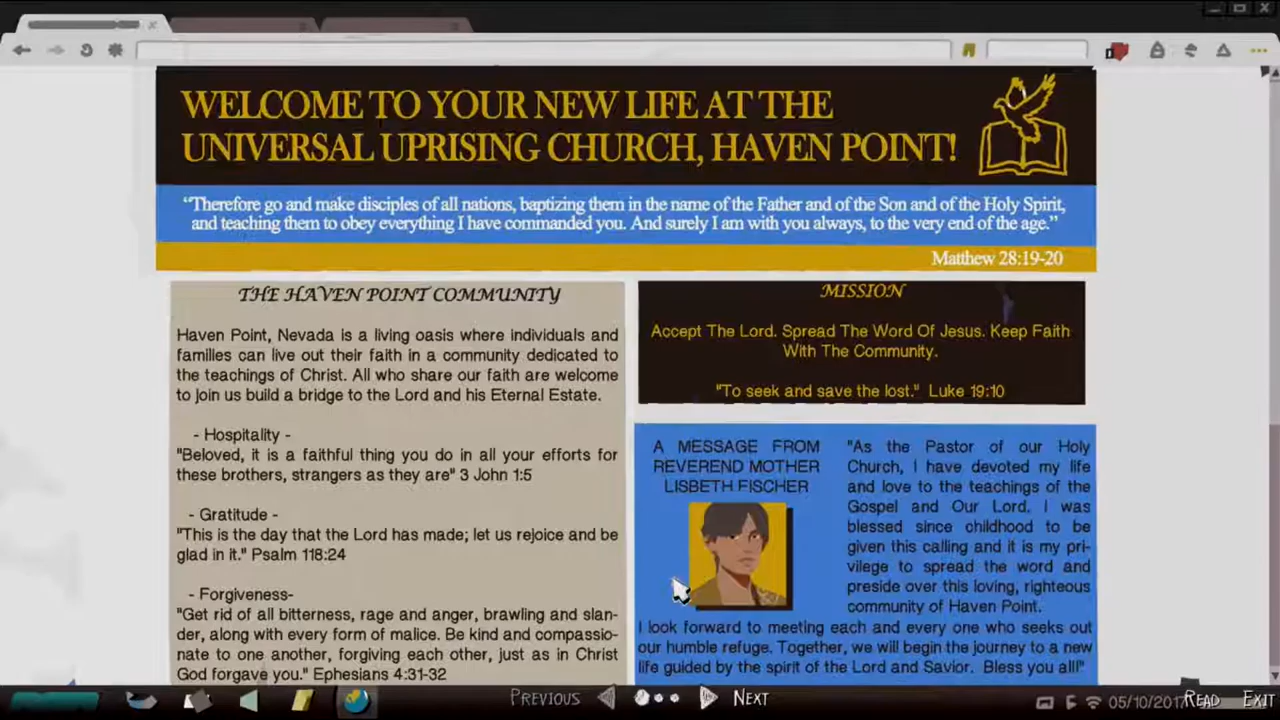 WELCOME TO YOUR NEW LIFE AT THE
UNIVERSAL UPRISING CHURCH, HAVEN POINT!
“Therefore go and make disciples of all nations, baptizing them in the name of the Father and of the Son and of the Holy Spirit,
and teaching them to obey everything I have commanded you. And surely I am with you always, to the very end of the age.”
Matthew 28:19-20
THE HAVEN POINT COMMUNITY
Haven Point, Nevada is a living oasis where individuals and
families can live out their faith in a community dedicated to
the teachings of Christ. All who share our faith are welcome
to join us build a bridge to the Lord and his Eternal Estate.
- Hospitality -
"Beloved, it is a faithful thing you do in all your efforts for
these brothers, strangers as they are" 3 John 1:5
- Gratitude -
"This is the day that the Lord has made; let us rejoice and be
glad in it." Psalm 118:24
- Forgiveness-
"Get rid of all bitterness, rage and anger, brawling and slan-
der, along with every form of malice. Be kind and compassio-
nate to one another, forgiving each other, just as in Christ
God forgave you." Ephesians 4:31-32
MISSION
Accept The Lord. Spread The Word Of Jesus. Keep Faith
With The Community.
"To seek and save the lost." Luke 19:10
A MESSAGE FROM
REVEREND MOTHER
LISBETH FISCHER
"As the Pastor of our Holy
Church, I have devoted my life
and love to the teachings of the
Gospel and Our Lord. I was
blessed since childhood to be
given this calling and it is my pri-
vilege to spread the word and
preside over this loving, righteous
community of Haven Point.
I look forward to meeting each and every one who seeks out
our humble refuge. Together, we will begin the journey to a new
life guided by the spirit of the Lord and Savior. Bless you all!"
PREVIOUS NEXT
05/10/2017
READ EXIT